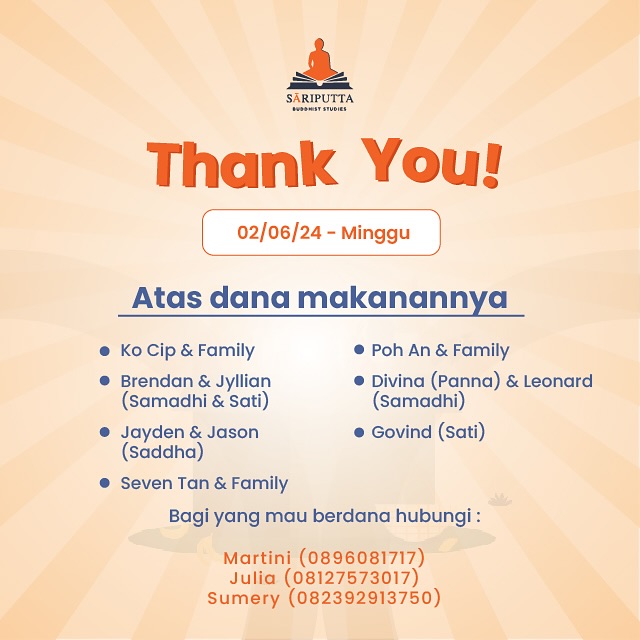 SĀRIPUTTA
BUDDHIST STUDIES
Thank You!
02/06/24 - Minggu
Atas dana makanannya
Ko Cip & Family
Brendan & Jyllian
(Samadhi & Sati)
Jayden & Jason
(Saddha)
Seven Tan & Family
Poh An & Family
Divina (Panna) & Leonard
(Samadhi)
Govind (Sati)
Bagi yang mau berdana hubungi :
Martini (0896081717)
Julia (08127573017)
Sumery (082392913750)